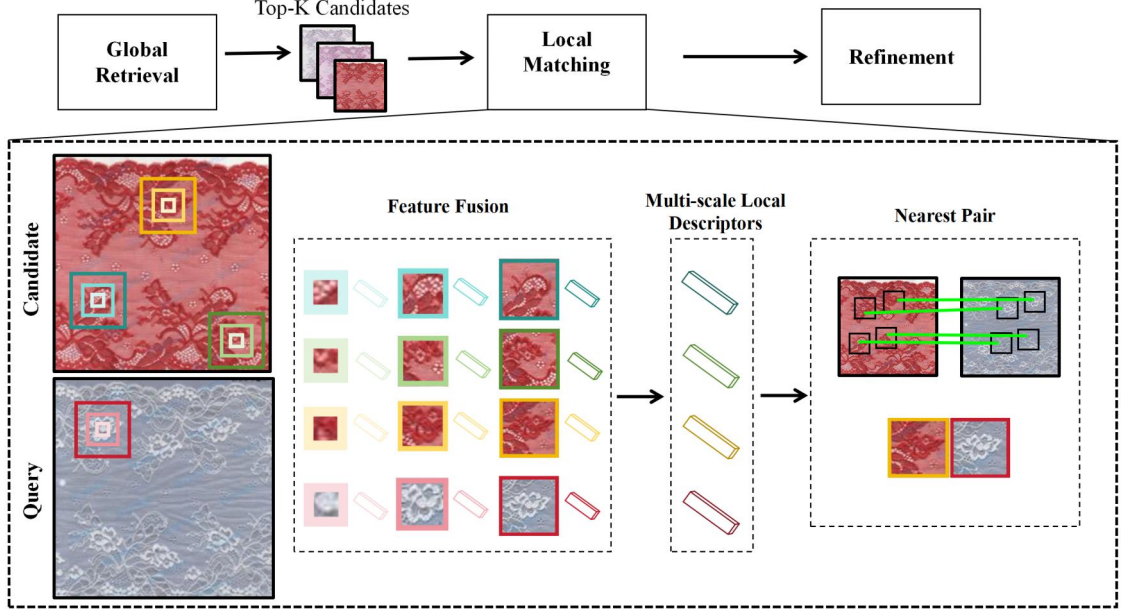 Top-K Candidates
Global
Retrieval
Local
Matching
Refinement
Candidate
Query
Feature Fusion
Multi-scale Local
Descriptors
Nearest Pair